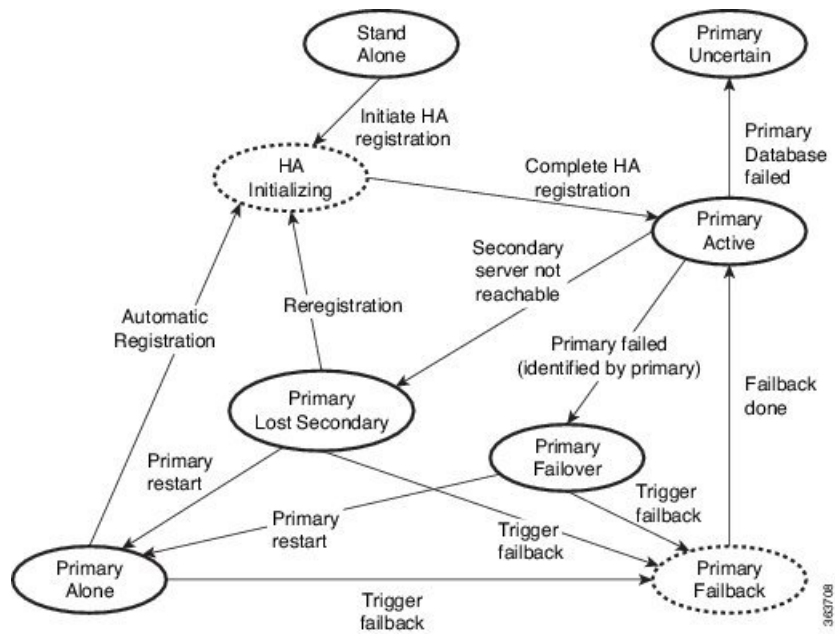 Stand
Alone
Primary
Uncertain
Initiate HA
registration
Primary
Database
failed
HA
Initializing
Complete HA
registration
Primary
Active
Secondary
server not
reachable
Automatic
Registration
Reregistration
Primary failed
(identified by primary)
Failback
done
Primary
Lost Secondary
Primary
Failover
Primary
restart
Primary
restart
Trigger
failback
Trigger
failback
Primary
Alone
Primary
Failback
Trigger
failback
363708